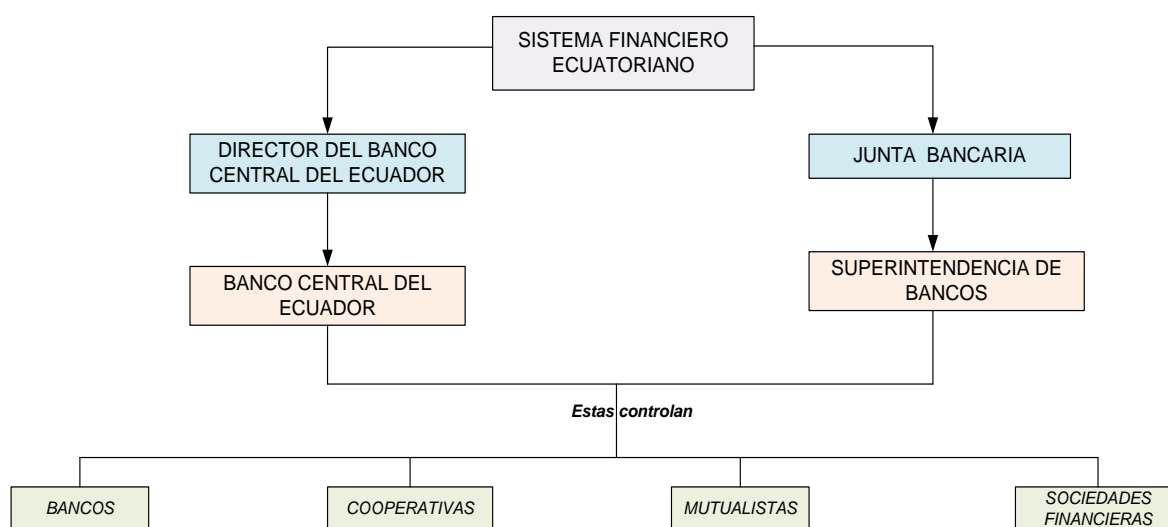 SISTEMA FINANCIERO
ECUATORIANO
DIRECTOR DEL BANCO
CENTRAL DEL ECUADOR
JUNTA BANCARIA
BANCO CENTRAL DEL
ECUADOR
SUPERINTENDENCIA DE
BANCOS
Estas controlan
BANCOS
COOPERATIVAS
MUTUALISTAS
SOCIEDADES
FINANCIERAS